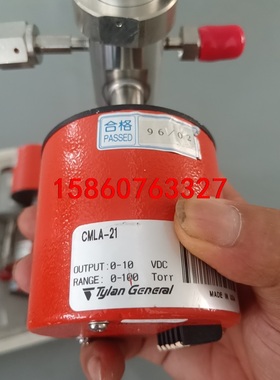 合格
PASSED
96/02
15860763327
CMLA-21
OUTPUT:0-10 VDC
RANGE: 0-100 Torr
Tylan General
MADE IN